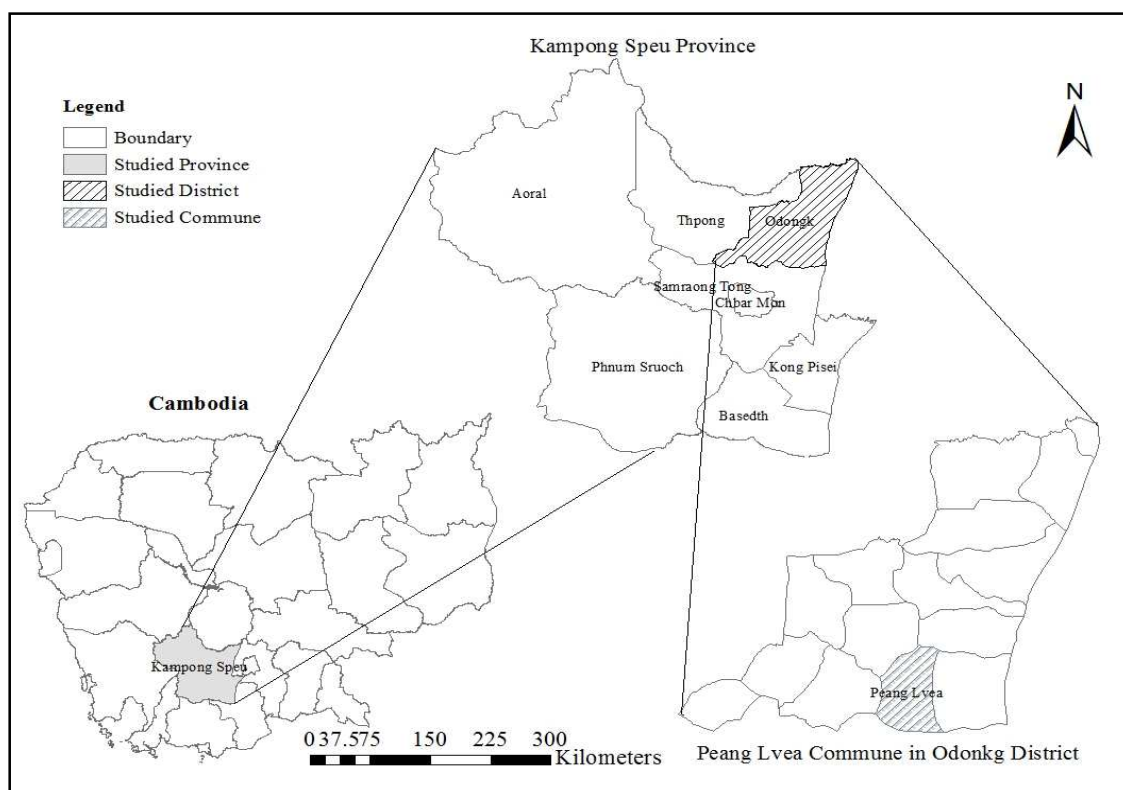 Kampong Speu Province
N
Legend
Boundary
Studied Province
Studied District
Studied Commune
Aoral
Thpong
Odongk
Samraong Tong
Chbar Mon
Phnum Sruoch
Kong Pisei
Basedth
Cambodia
Kampong Speu
Peang Lvea
037.575 150 225 300
Kilometers
Peang Lvea Commune in Odonkg District